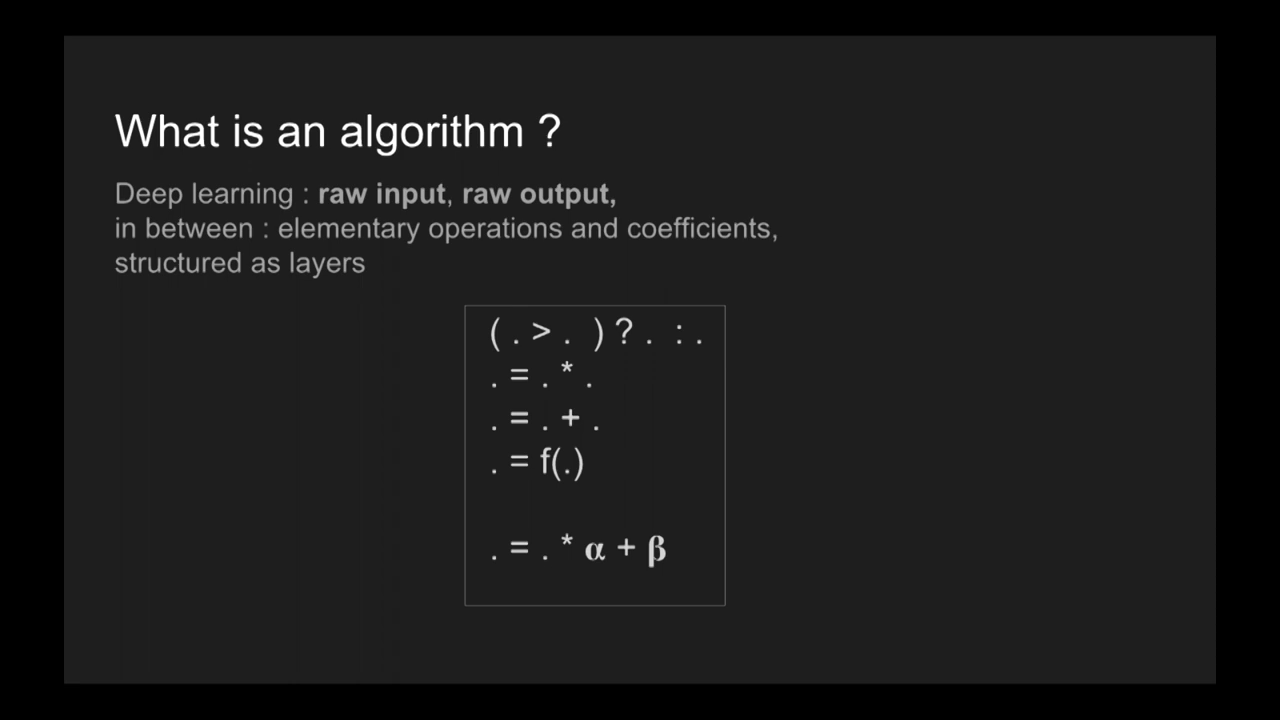 What is an algorithm ?
Deep learning : raw input, raw output,
in between : elementary operations and coefficients,
structured as layers
( . > . ) ? . : .
. = . * .
. = . + .
. = f(.)
. = . * α + β